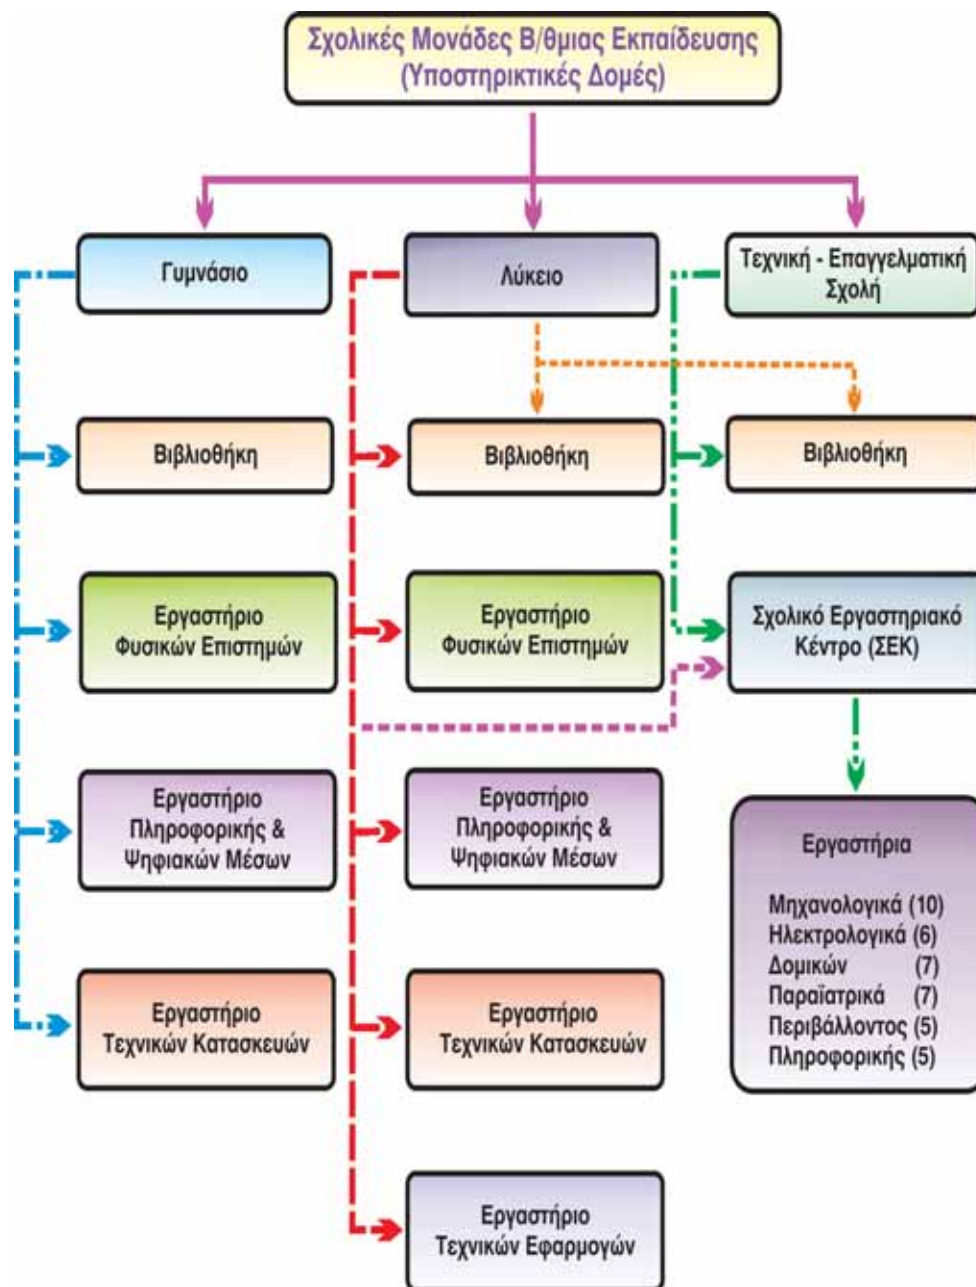 Σχολικές Μονάδες Β/θμιας Εκπαίδευσης
(Υποστηρικτικές Δομές)
Γυμνάσιο
Λύκειο
Τεχνική - Επαγγελματική
Σχολή
Βιβλιοθήκη
Βιβλιοθήκη
Βιβλιοθήκη
Εργαστήριο
Φυσικών Επιστημών
Εργαστήριο
Φυσικών Επιστημών
Σχολικό Εργαστηριακό
Κέντρο (ΣΕΚ)
Εργαστήριο
Πληροφορικής &
Ψηφιακών Μέσων
Εργαστήριο
Πληροφορικής &
Ψηφιακών Μέσων
Εργαστήρια
Μηχανολογικά (10)
Ηλεκτρολογικά (6)
Δομικών (7)
Παραϊατρικά (7)
Περιβάλλοντος (5)
Πληροφορικής (5)
Εργαστήριο
Τεχνικών Κατασκευών
Εργαστήριο
Τεχνικών Κατασκευών
Εργαστήριο
Τεχνικών Εφαρμογών